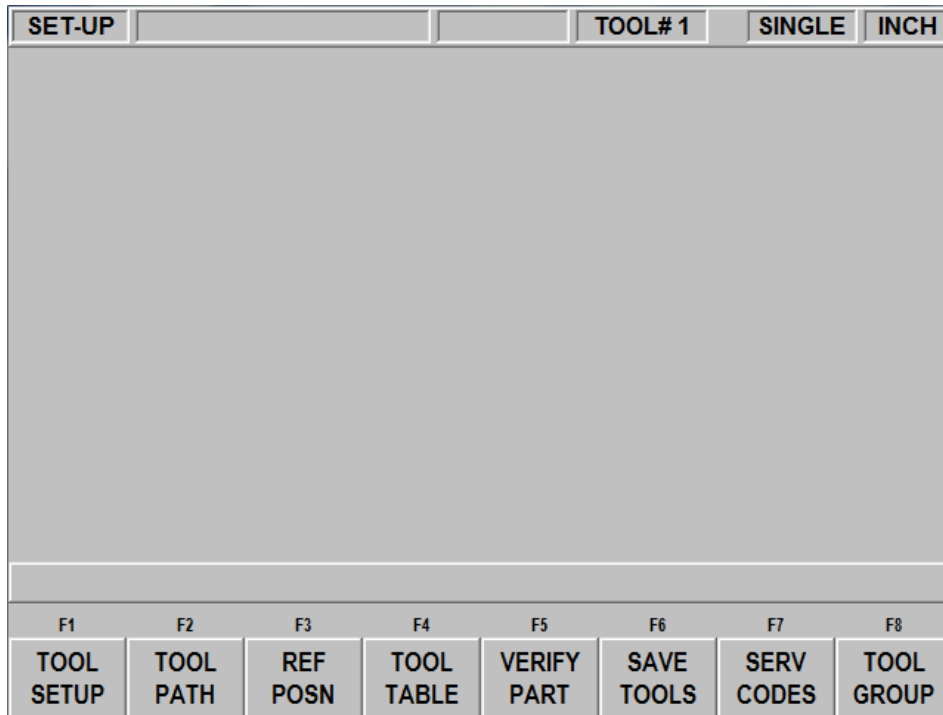 SET-UP TOOL# 1 SINGLE INCH
F1 F2 F3 F4 F5 F6 F7 F8
TOOL SETUP
TOOL PATH
REF POSN
TOOL TABLE
VERIFY PART
SAVE TOOLS
SERV CODES
TOOL GROUP